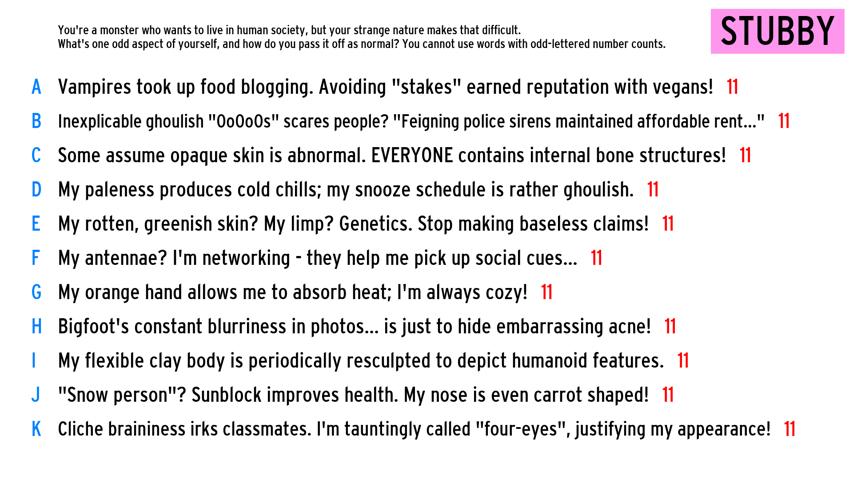 You're a monster who wants to live in human society, but your strange nature makes that difficult.
What's one odd aspect of yourself, and how do you pass it off as normal? You cannot use words with odd-lettered number counts.
STUBBY
A Vampires took up food blogging. Avoiding "stakes" earned reputation with vegans! 11
B Inexplicable ghoulish "OoOoOs" scares people? "Feigning police sirens maintained affordable rent..." 11
C Some assume opaque skin is abnormal. EVERYONE contains internal bone structures! 11
D My paleness produces cold chills; my snooze schedule is rather ghoulish. 11
E My rotten, greenish skin? My limp? Genetics. Stop making baseless claims! 11
F My antennae? I'm networking - they help me pick up social cues... 11
G My orange hand allows me to absorb heat; I'm always cozy! 11
H Bigfoot's constant blurriness in photos... is just to hide embarrassing acne! 11
I My flexible clay body is periodically resculpted to depict humanoid features. 11
J "Snow person"? Sunblock improves health. My nose is even carrot shaped! 11
K Cliche braininess irks classmates. I'm tauntingly called "four-eyes", justifying my appearance! 11